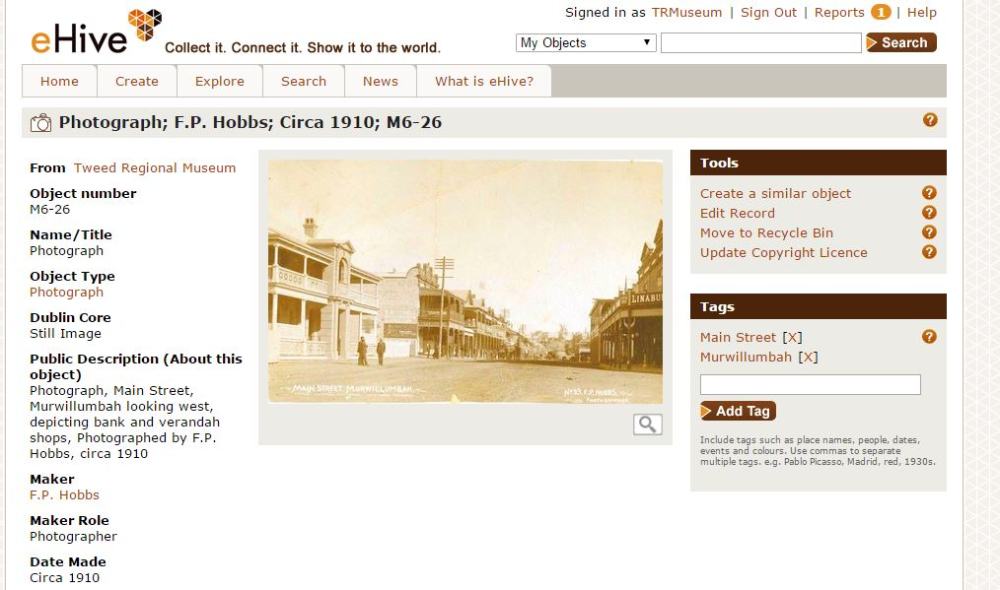 Signed in as TRMuseum | Sign Out | Reports 1 | Help
eHive Collect it. Connect it. Show it to the world.
My Objects Search
Home Create Explore Search News What is eHive?
Photograph; F.P. Hobbs; Circa 1910; M6-26
From Tweed Regional Museum
Object number
M6-26
Name/Title
Photograph
Object Type
Photograph
Dublin Core
Still Image
Public Description (About this
object)
Photograph, Main Street,
Murwillumbah looking west,
depicting bank and verandah
shops, Photographed by F.P.
Hobbs, circa 1910
Maker
F.P. Hobbs
Maker Role
Photographer
Date Made
Circa 1910
LINABU
MAIN STREET MURWILLUMBAH.
No 33. F.P. HOBBS.
Tools
Create a similar object
Edit Record
Move to Recycle Bin
Update Copyright Licence
Tags
Main Street [X]
Murwillumbah [X]
Add Tag
Include tags such as place names, people, dates,
events and colours. Use commas to separate
multiple tags. e.g. Pablo Picasso, Madrid, red, 1930s.